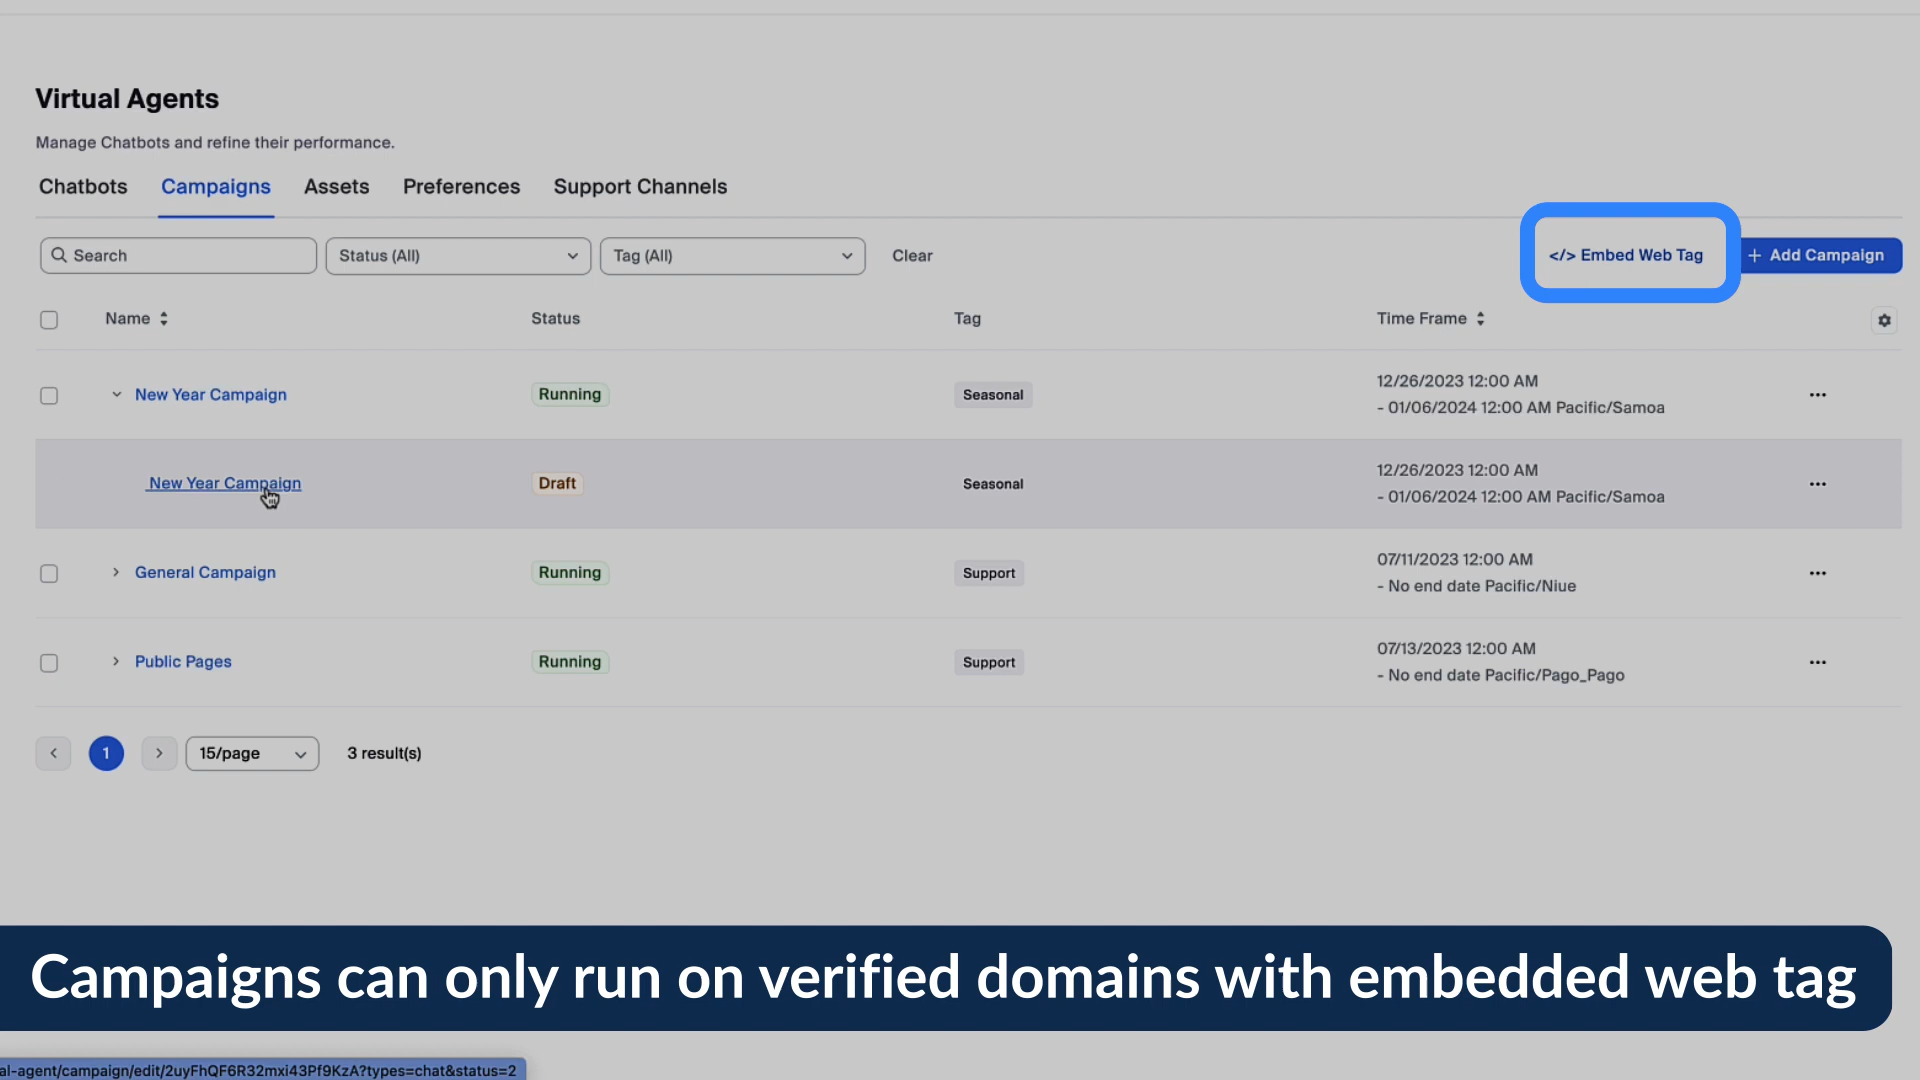 Virtual Agents
Manage Chatbots and refine their performance.
Chatbots Campaigns Assets Preferences Support Channels
Search Status (All) Tag (All) Clear </> Embed Web Tag + Add Campaign
Name Status Tag Time Frame
New Year Campaign Running Seasonal 12/26/2023 12:00 AM
- 01/06/2024 12:00 AM Pacific/Samoa
New Year Campaign Draft Seasonal 12/26/2023 12:00 AM
- 01/06/2024 12:00 AM Pacific/Samoa
General Campaign Running Support 07/11/2023 12:00 AM
- No end date Pacific/Niue
Public Pages Running Support 07/13/2023 12:00 AM
- No end date Pacific/Pago_Pago
1 15/page 3 result(s)
Campaigns can only run on verified domains with embedded web tag
al-agent/campaign/edit/2uyFhQF6R32mxi43Pf9KzA?types=chat&status=2